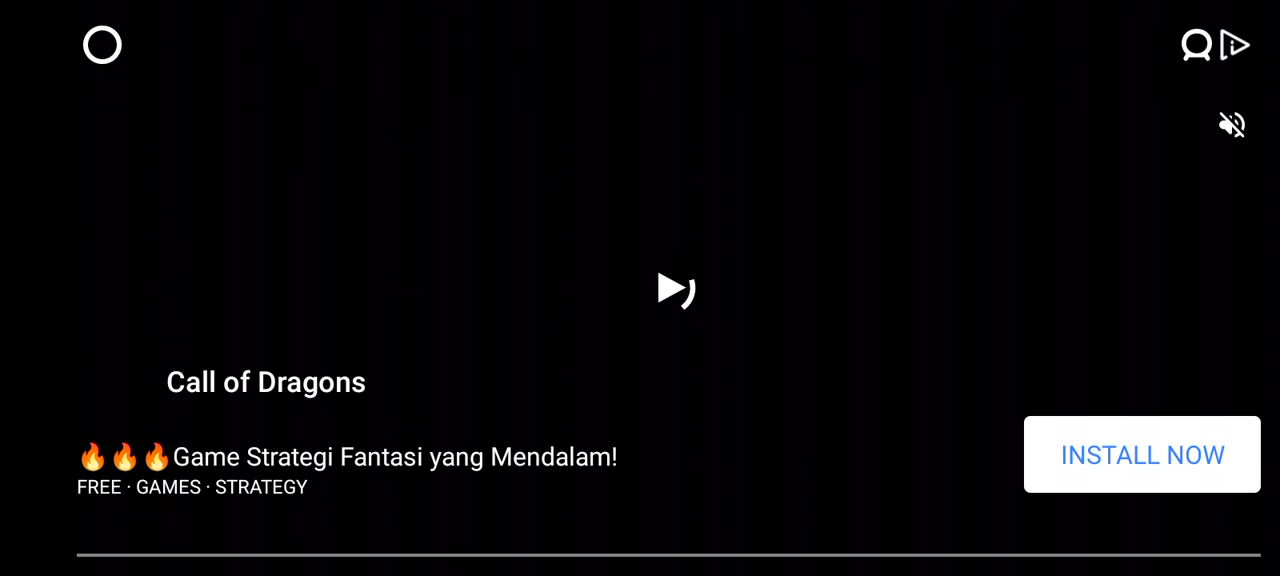 Call of Dragons
🔥🔥🔥Game Strategi Fantasi yang Mendalam!
FREE · GAMES · STRATEGY
INSTALL NOW